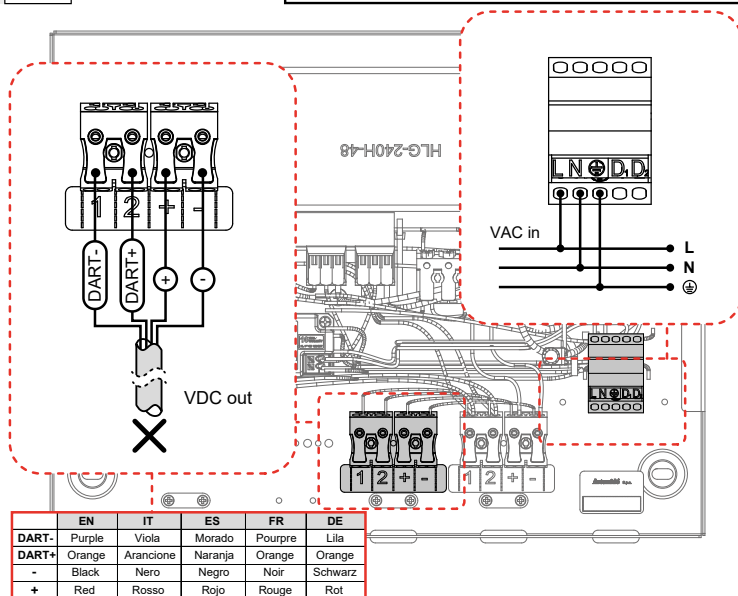 HLG-240H-48
1 2 + -
DART-
DART+
+
-
VDC out
L N D1 D2
VAC in
L
N
1 2 + -
1 2 + -
EN IT ES FR DE
DART- Purple Viola Morado Pourpre Lila
DART+ Orange Arancione Naranja Orange Orange
- Black Nero Negro Noir Schwarz
+ Red Rosso Rojo Rouge Rot